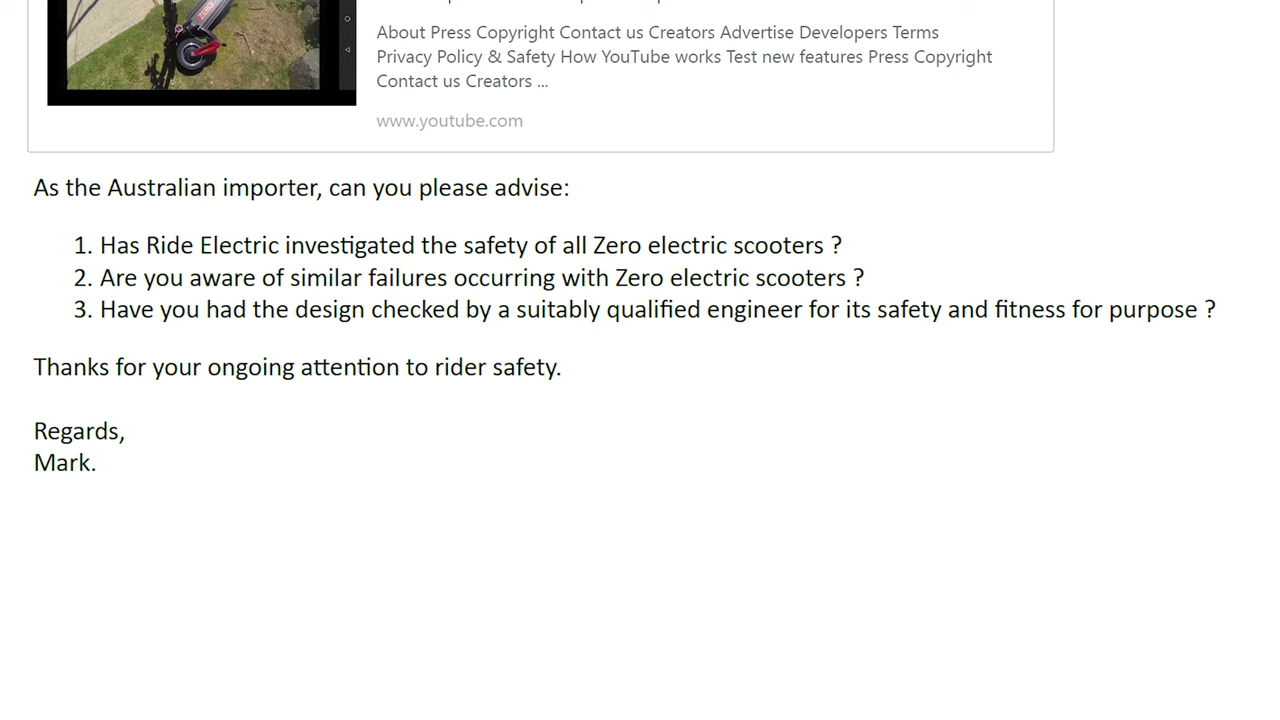 ZERO
About Press Copyright Contact us Creators Advertise Developers Terms
Privacy Policy & Safety How YouTube works Test new features Press Copyright
Contact us Creators ...
www.youtube.com
As the Australian importer, can you please advise:
1. Has Ride Electric investigated the safety of all Zero electric scooters ?
2. Are you aware of similar failures occurring with Zero electric scooters ?
3. Have you had the design checked by a suitably qualified engineer for its safety and fitness for purpose ?
Thanks for your ongoing attention to rider safety.
Regards,
Mark.